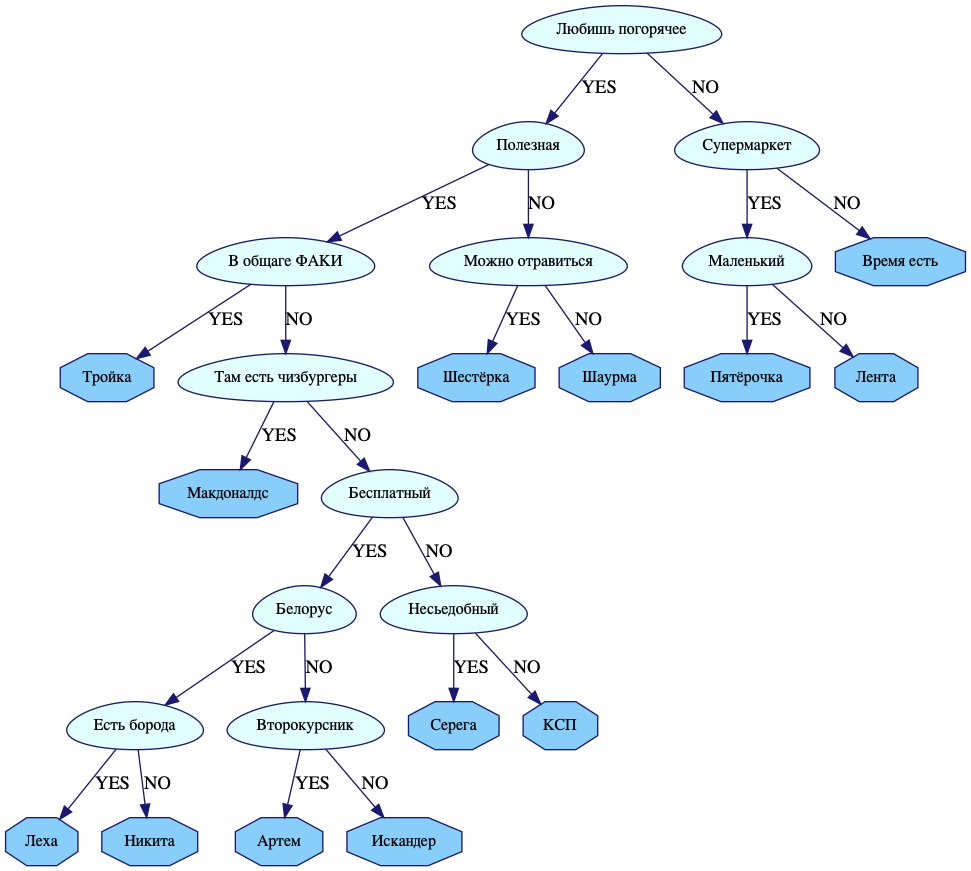 Любишь погорячее
YES
NO
Полезная
Супермаркет
YES
NO
YES
NO
В общаге ФАКИ
Можно отравиться
Маленький
Время есть
YES
NO
YES
NO
YES
NO
Тройка
Там есть чизбургеры
Шестёрка
Шаурма
Пятёрочка
Лента
YES
NO
Макдоналдс
Бесплатный
YES
NO
Белорус
Несьедобный
YES
NO
YES
NO
Есть борода
Второкурсник
Серега
КСП
YES
NO
YES
NO
Леха
Никита
Артем
Искандер